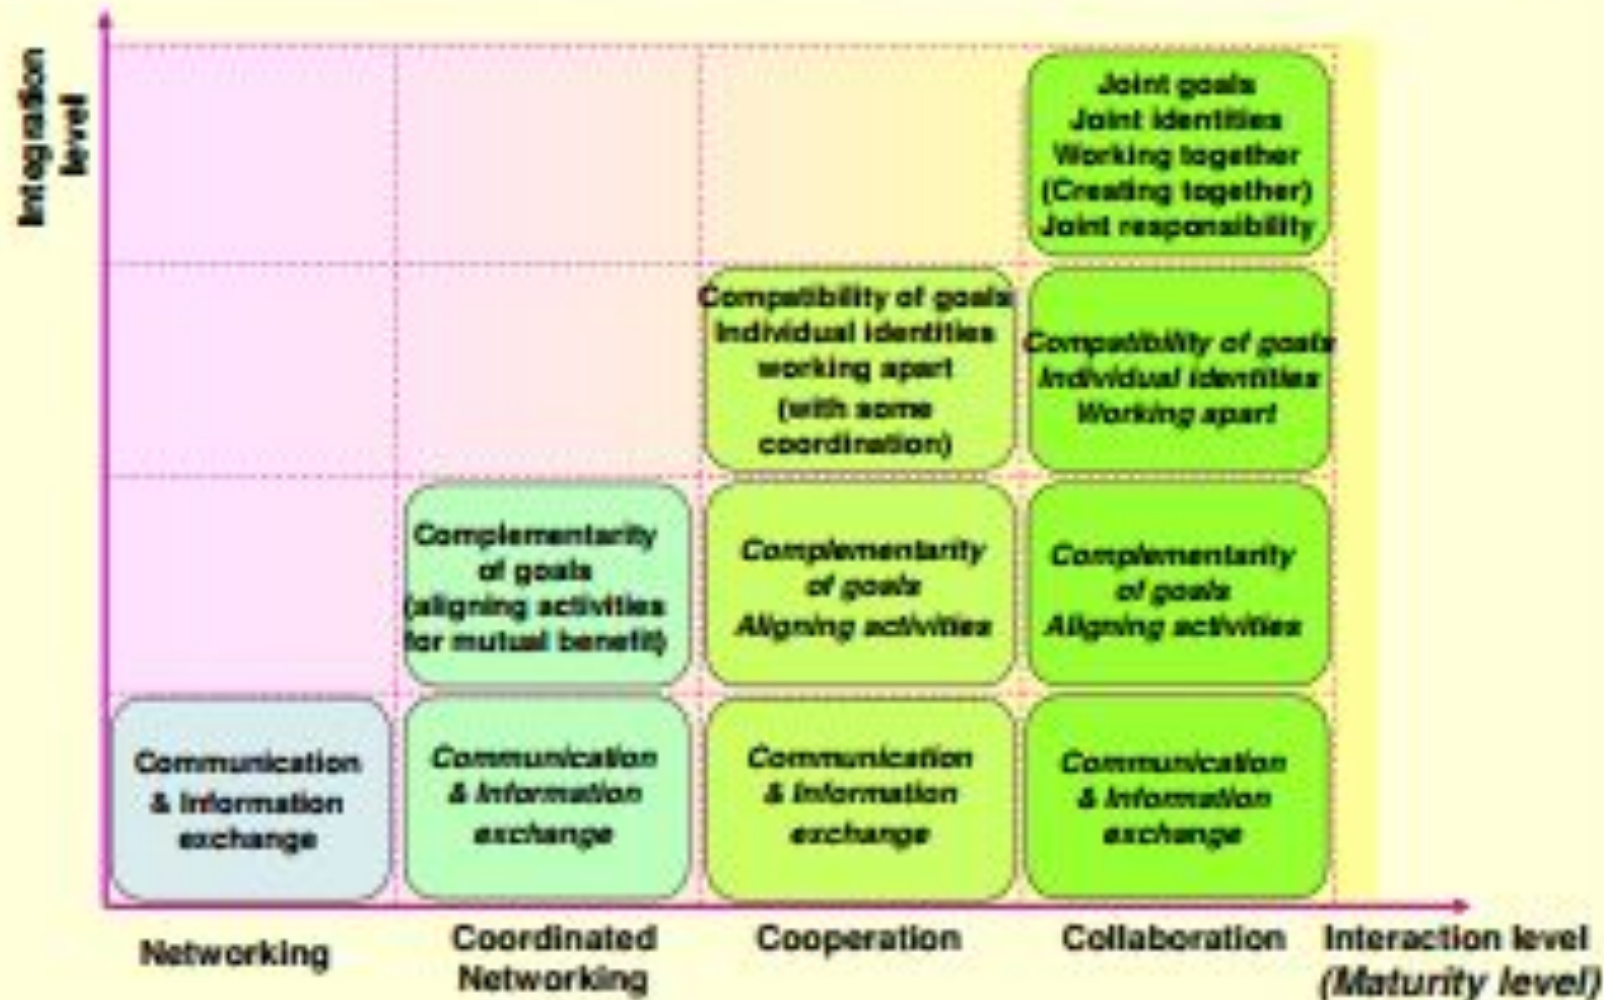 Integration
level
Joint goals
Joint identities
Working together
(Creating together)
Joint responsibility
Compatibility of goals
Individual identities
working apart
(with some
coordination)
Compatibility of goals
Individual identities
Working apart
Complementarity
of goals
(aligning activities
for mutual benefit)
Complementarity
of goals
Aligning activities
Complementarity
of goals
Aligning activities
Communication
& Information
exchange
Communication
& Information
exchange
Communication
& Information
exchange
Communication
& Information
exchange
Networking
Coordinated
Networking
Cooperation
Collaboration
Interaction level
(Maturity level)